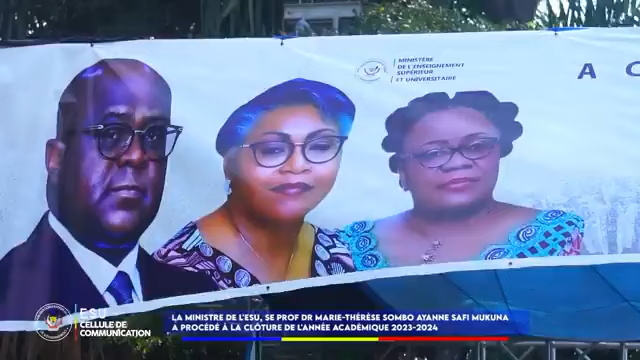 MINISTÈRE
DE L'ENSEIGNEMENT
SUPÉRIEUR
ET UNIVERSITAIRE
A C
ESU
CELLULE DE
COMMUNICATION
LA MINISTRE DE L'ESU, SE PROF DR MARIE-THÉRÈSE SOMBO AYANNE SAFI MUKUNA
A PROCÉDÉ À LA CLÔTURE DE L'ANNÉE ACADÉMIQUE 2023-2024